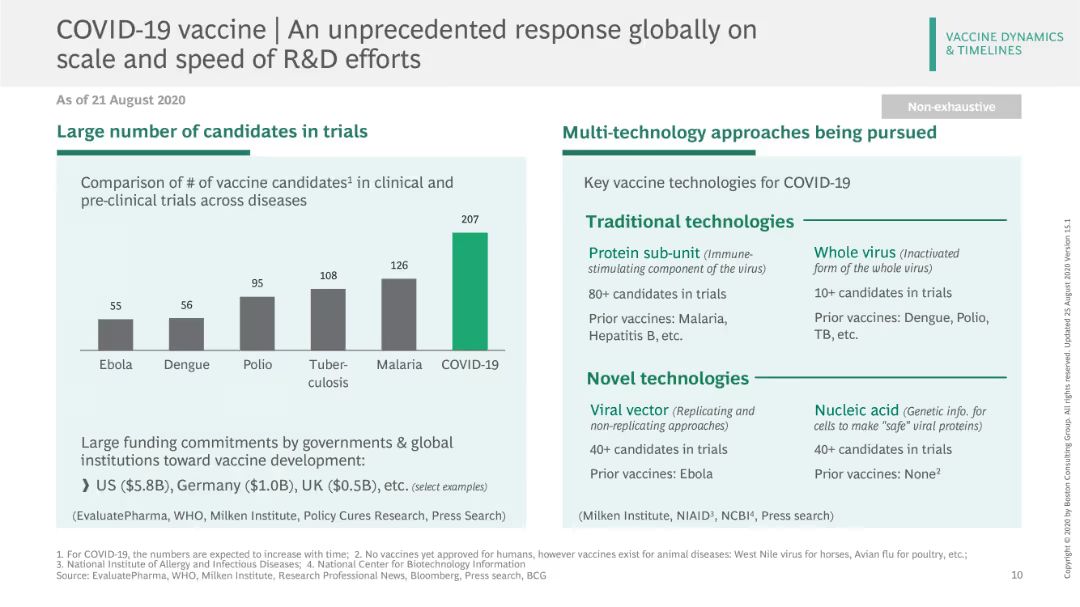 COVID-19 vaccine | An unprecedented response globally on
scale and speed of R&D efforts
VACCINE DYNAMICS
& TIMELINES
As of 21 August 2020
Non-exhaustive
Large number of candidates in trials
Comparison of # of vaccine candidates¹ in clinical and
pre-clinical trials across diseases
55
56
95
108
126
207
Ebola
Dengue
Polio
Tuber-
culosis
Malaria
COVID-19
Large funding commitments by governments & global
institutions toward vaccine development:
❯ US ($5.8B), Germany ($1.0B), UK ($0.5B), etc. (select examples)
(EvaluatePharma, WHO, Milken Institute, Policy Cures Research, Press Search)
Multi-technology approaches being pursued
Key vaccine technologies for COVID-19
Traditional technologies
Protein sub-unit (Immune-
stimulating component of the virus)
80+ candidates in trials
Prior vaccines: Malaria,
Hepatitis B, etc.
Whole virus (Inactivated
form of the whole virus)
10+ candidates in trials
Prior vaccines: Dengue, Polio,
TB, etc.
Novel technologies
Viral vector (Replicating and
non-replicating approaches)
40+ candidates in trials
Prior vaccines: Ebola
Nucleic acid (Genetic info. for
cells to make "safe" viral proteins)
40+ candidates in trials
Prior vaccines: None²
(Milken Institute, NIAID³, NCBI⁴, Press search)
1. For COVID-19, the numbers are expected to increase with time; 2. No vaccines yet approved for humans, however vaccines exist for animal diseases: West Nile virus for horses, Avian flu for poultry, etc.;
3. National Institute of Allergy and Infectious Diseases; 4. National Center for Biotechnology Information
Source: EvaluatePharma, WHO, Milken Institute, Research Professional News, Bloomberg, Press search, BCG
10
Copyright © 2020 by Boston Consulting Group. All rights reserved. Updated 25 August 2020 Version 15.1